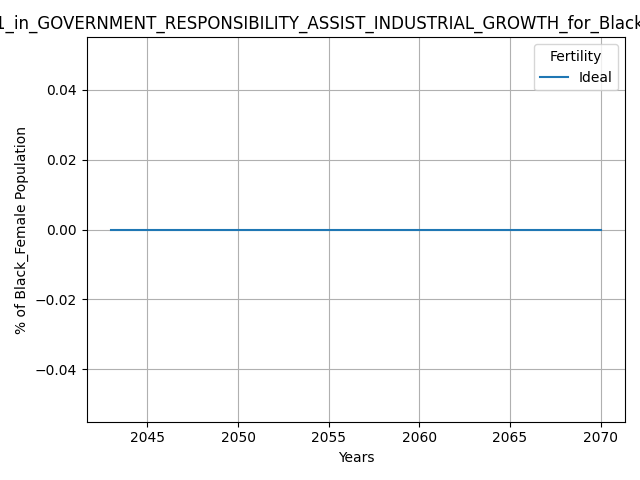 1_in_GOVERNMENT_RESPONSIBILITY_ASSIST_INDUSTRIAL_GROWTH_for_Black
Fertility
Ideal
0.04
0.02
0.00
−0.02
−0.04
% of Black_Female Population
2045 2050 2055 2060 2065 2070
Years